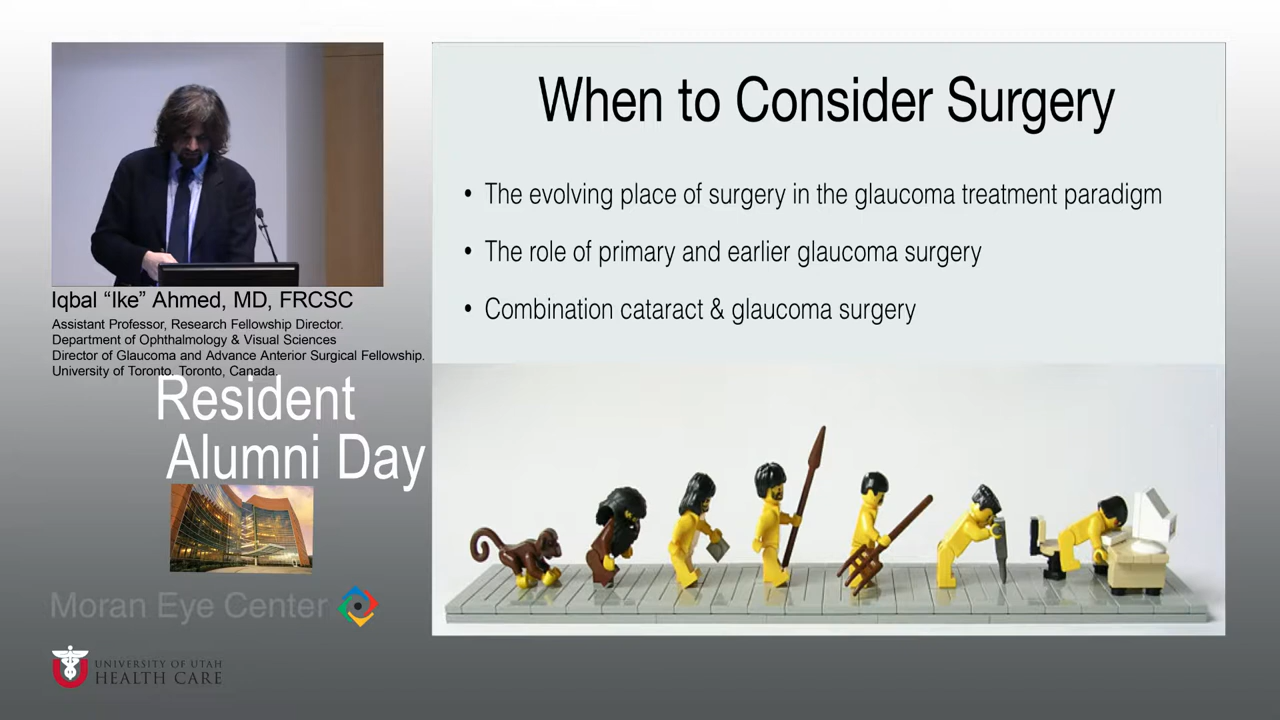 When to Consider Surgery
• The evolving place of surgery in the glaucoma treatment paradigm
• The role of primary and earlier glaucoma surgery
• Combination cataract & glaucoma surgery
Iqbal “Ike” Ahmed, MD, FRCSC
Assistant Professor, Research Fellowship Director.
Department of Ophthalmology & Visual Sciences
Director of Glaucoma and Advance Anterior Surgical Fellowship.
University of Toronto. Toronto, Canada.
Resident
Alumni Day
Moran Eye Center
UNIVERSITY OF UTAH
HEALTH CARE